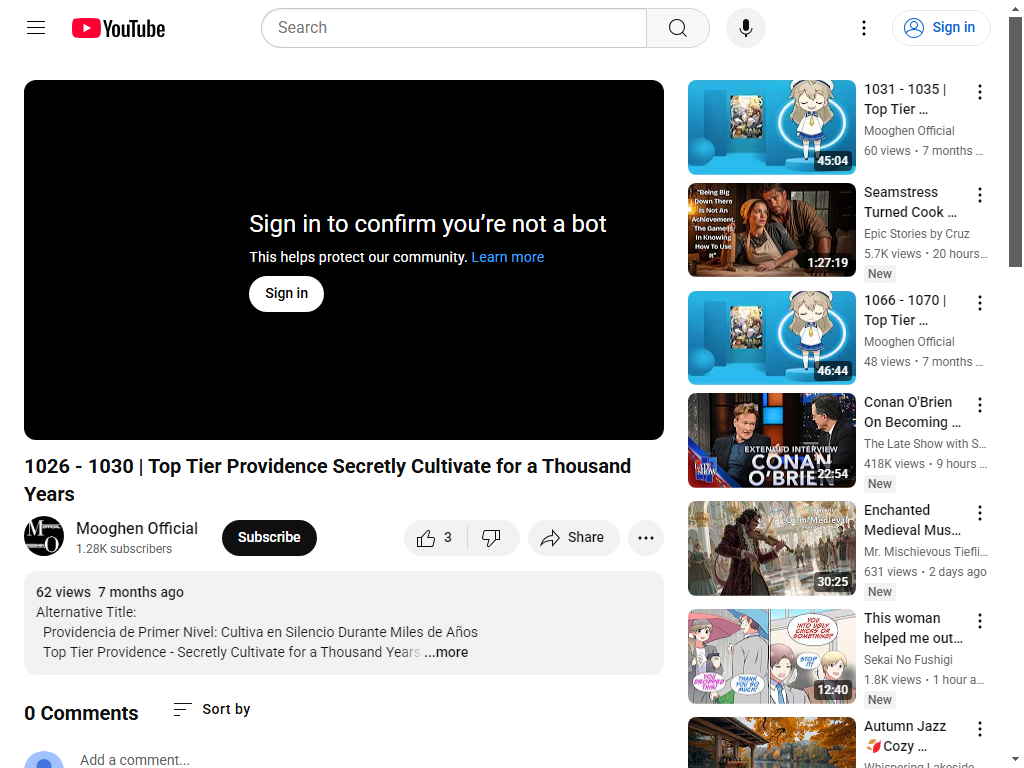 YouTube
Search
Sign in
Sign in to confirm you're not a bot
This helps protect our community. Learn more
Sign in
1026 - 1030 | Top Tier Providence Secretly Cultivate for a Thousand
Years
Mooghen Official
1.28K subscribers
Subscribe
3
Share
62 views 7 months ago
Alternative Title:
Providencia de Primer Nivel: Cultiva en Silencio Durante Miles de Años
Top Tier Providence - Secretly Cultivate for a Thousand Years ...more
0 Comments
Sort by
Add a comment...
45:04
1031 - 1035 |
Top Tier ...
Mooghen Official
60 views • 7 months ...
"Being Big
Down There
Is Not An
Achievement,
The Game Is
In Knowing
How To Use
It"
1:27:19
Seamstress
Turned Cook ...
Epic Stories by Cruz
5.7K views • 20 hours...
New
46:44
1066 - 1070 |
Top Tier ...
Mooghen Official
48 views • 7 months ...
EXTENDED INTERVIEW
CONAN
O'BRIEN
22:54
Conan O'Brien
On Becoming ...
The Late Show with S...
418K views • 9 hours ...
New
Calm Medieval
30:25
Enchanted
Medieval Mus...
Mr. Mischievous Tiefli...
631 views • 2 days ago
New
YOU
INTO UGLY
CHICKS OR
SOMETHING?
STOP
IT!
YOU
DROPPED
THIS!
THANK
YOU SO
MUCH!
12:40
This woman
helped me out...
Sekai No Fushigi
1.8K views • 1 hour a...
New
Autumn Jazz
Cozy ...
Whispering Lakeside